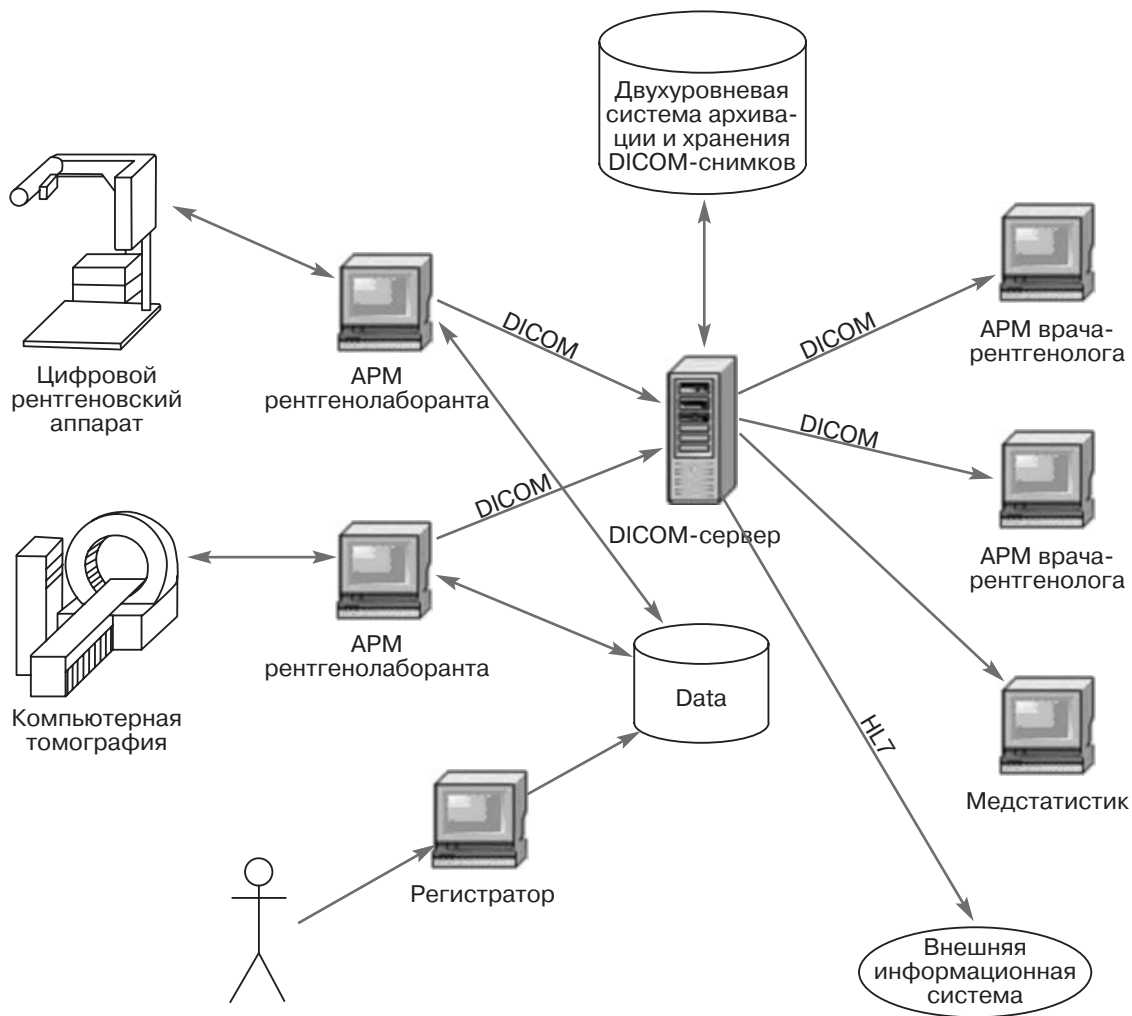 Двухуровневая
система архива-
ции и хранения
DICOM-снимков
Цифровой
рентгеновский
аппарат
АРМ
рентгенолаборанта
DICOM
DICOM
АРМ врача-
рентгенолога
DICOM
АРМ врача-
рентгенолога
DICOM
DICOM-сервер
Компьютерная
томография
АРМ
рентгенолаборанта
Data
HL7
Медстатистик
Регистратор
Внешняя
информационная
система